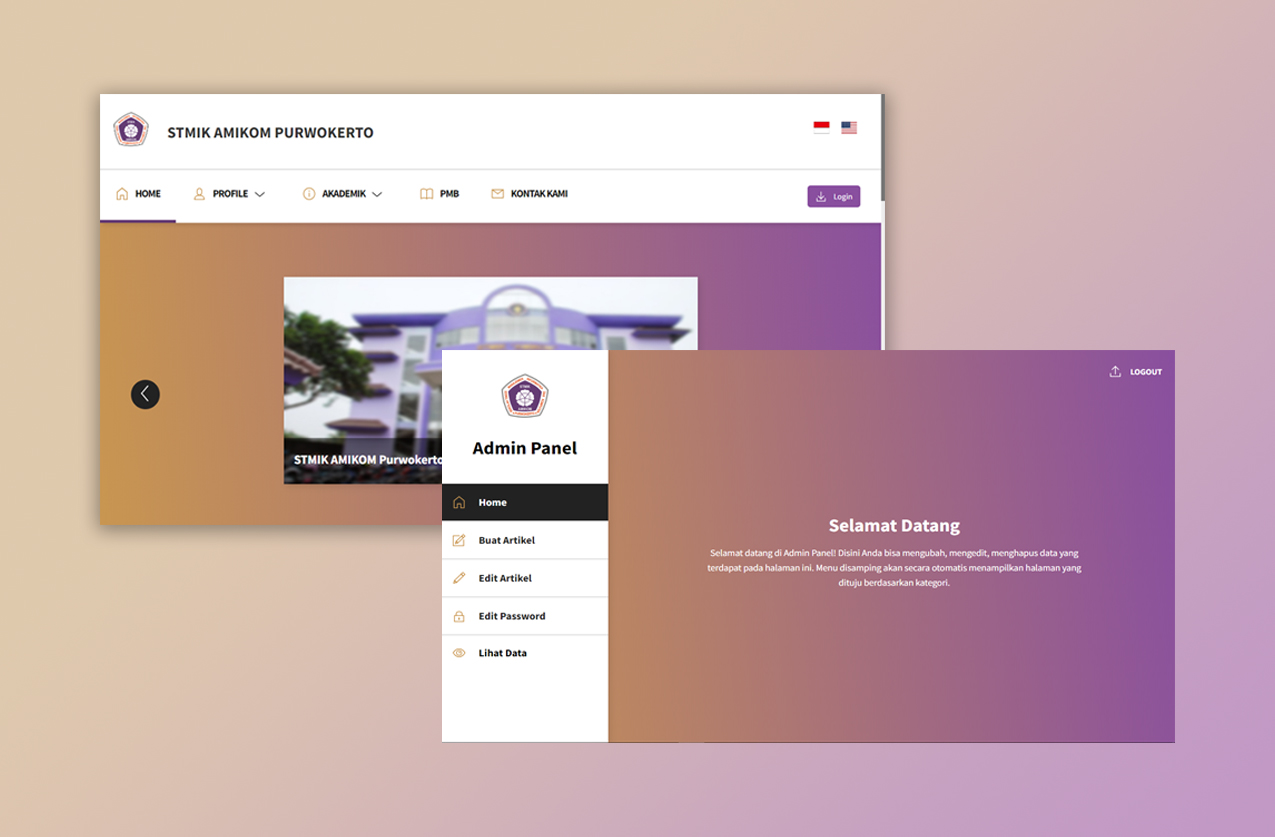 STMIK AMIKOM PURWOKERTO
HOME
PROFILE
AKADEMIK
PMB
KONTAK KAMI
Login
STMIK AMIKOM Purwokerto
STMIK
AMIKOM
Admin Panel
Home
Buat Artikel
Edit Artikel
Edit Password
Lihat Data
LOGOUT
Selamat Datang
Selamat datang di Admin Panel! Disini Anda bisa mengubah, mengedit, menghapus data yang
terdapat pada halaman ini. Menu disamping akan secara otomatis menampilkan halaman yang
dituju berdasarkan kategori.